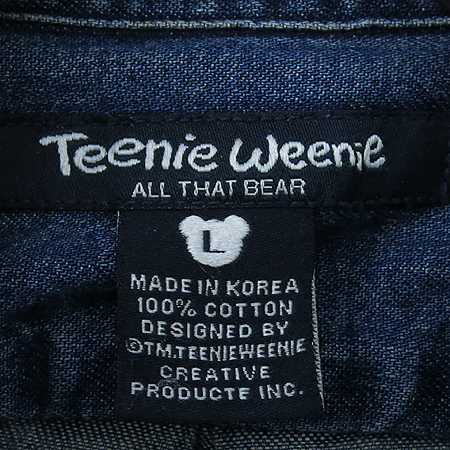 Teenie Weenie
ALL THAT BEAR
L
MADE IN KOREA
100% COTTON
DESIGNED BY
©TM.TEENIEWEENIE
CREATIVE
PRODUCTE INC.